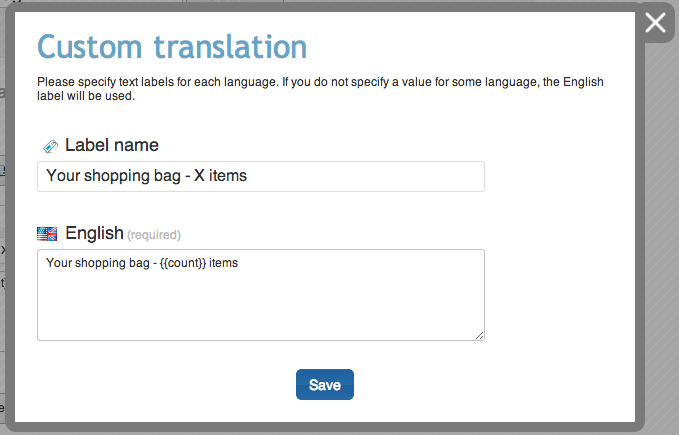 Custom translation
Please specify text labels for each language. If you do not specify a value for some language, the English
label will be used.
Label name
Your shopping bag - X items
English (required)
Your shopping bag - {{count}} items
Save